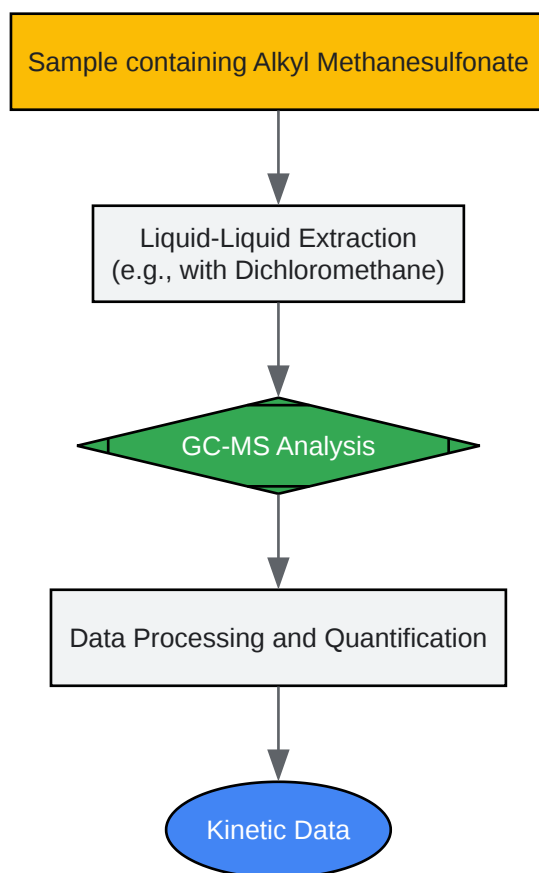 Sample containing Alkyl Methanesulfonate
Liquid-Liquid Extraction
(e.g., with Dichloromethane)
GC-MS Analysis
Data Processing and Quantification
Kinetic Data